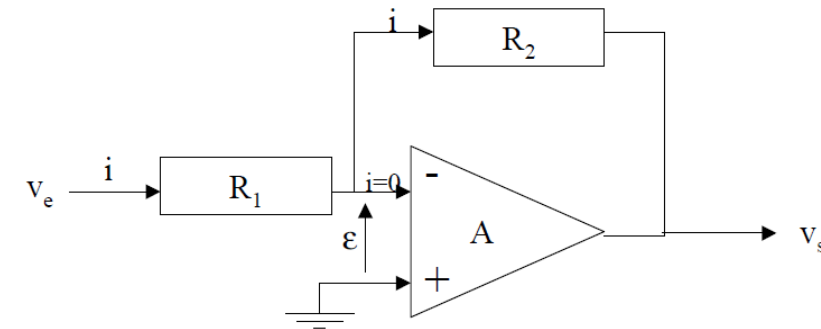 i
R₂
vₑ
i
R₁
i=0
-
ε
A
+
vₛ